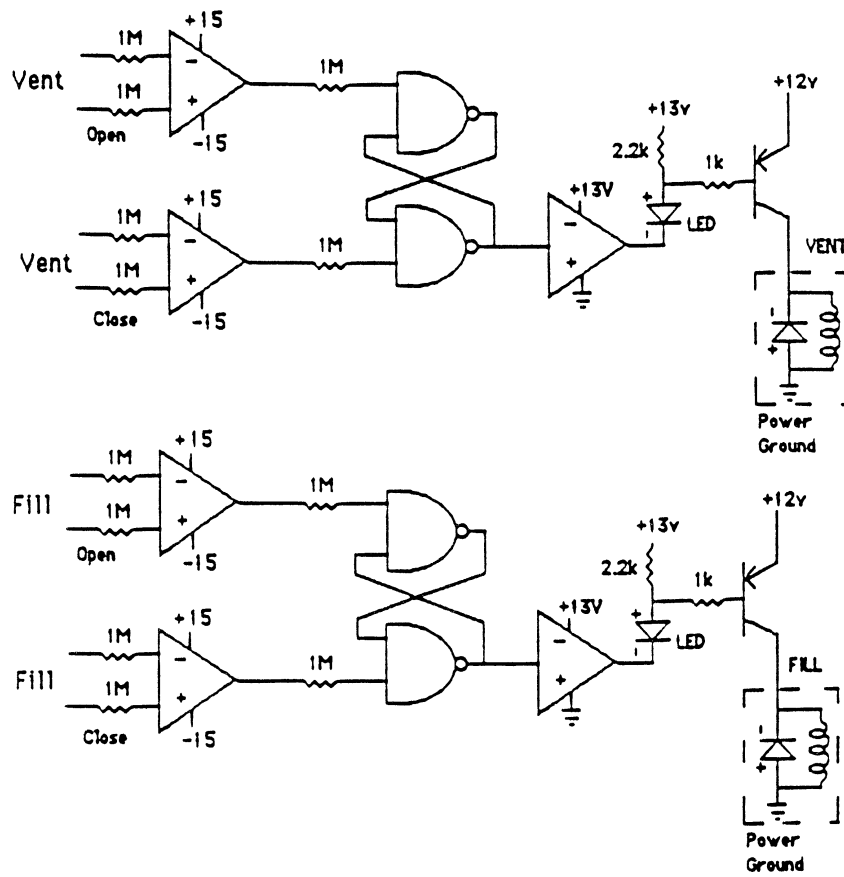 +15
1M
1M
Vent
-
+12v
1M
+
+13v
Open
-15
2.2k
1k
+15
+13V
+
1M
-
1M
-
-
LED
Vent
1M
+
+
VENT
-15
Close
-
+
Power
Ground
+15
1M
1M
Fill
-
+12v
1M
+
+13v
Open
-15
2.2k
1k
+15
+13V
+
1M
-
1M
-
-
LED
Fill
1M
+
+
FILL
-15
Close
-
+
Power
Ground